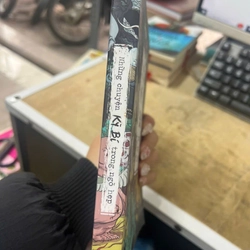 Những chuyện
Kỳ Bí
trong ngõ hẹp